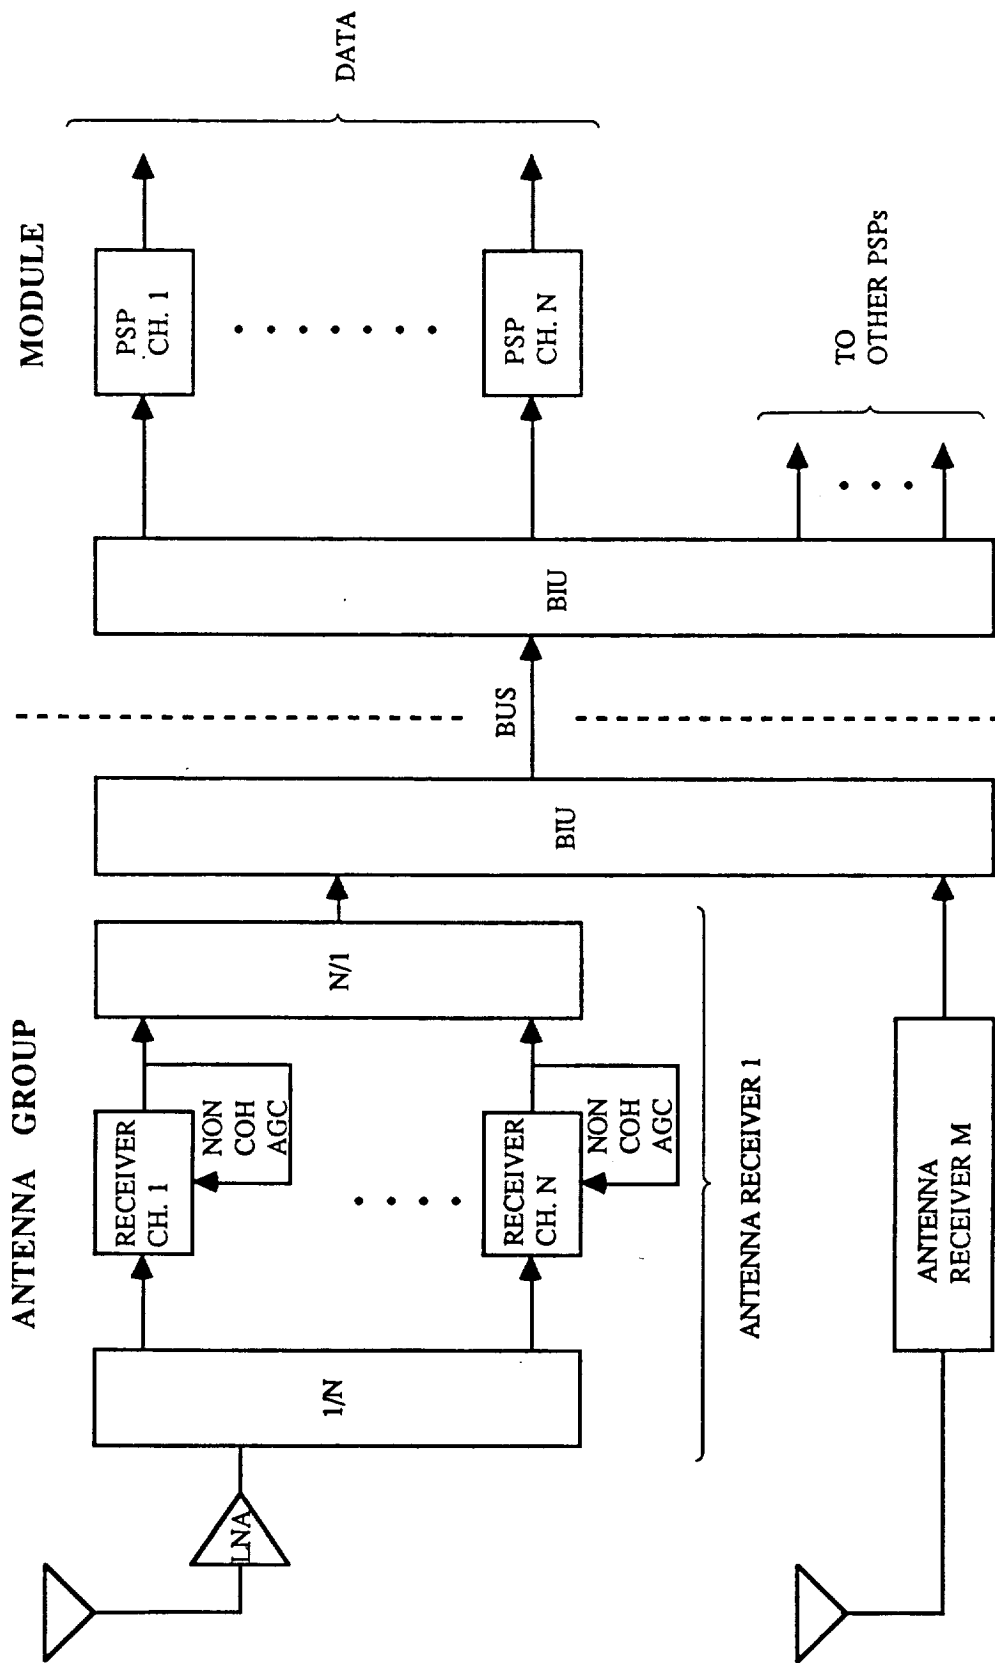 ANTENNA GROUP
MODULE
LNA
1/N
RECEIVER
CH. 1
NON
COH
AGC
RECEIVER
CH. N
NON
COH
AGC
N/1
ANTENNA RECEIVER 1
ANTENNA
RECEIVER M
BIU
BUS
BIU
PSP
CH. 1
PSP
CH. N
DATA
TO
OTHER PSPs